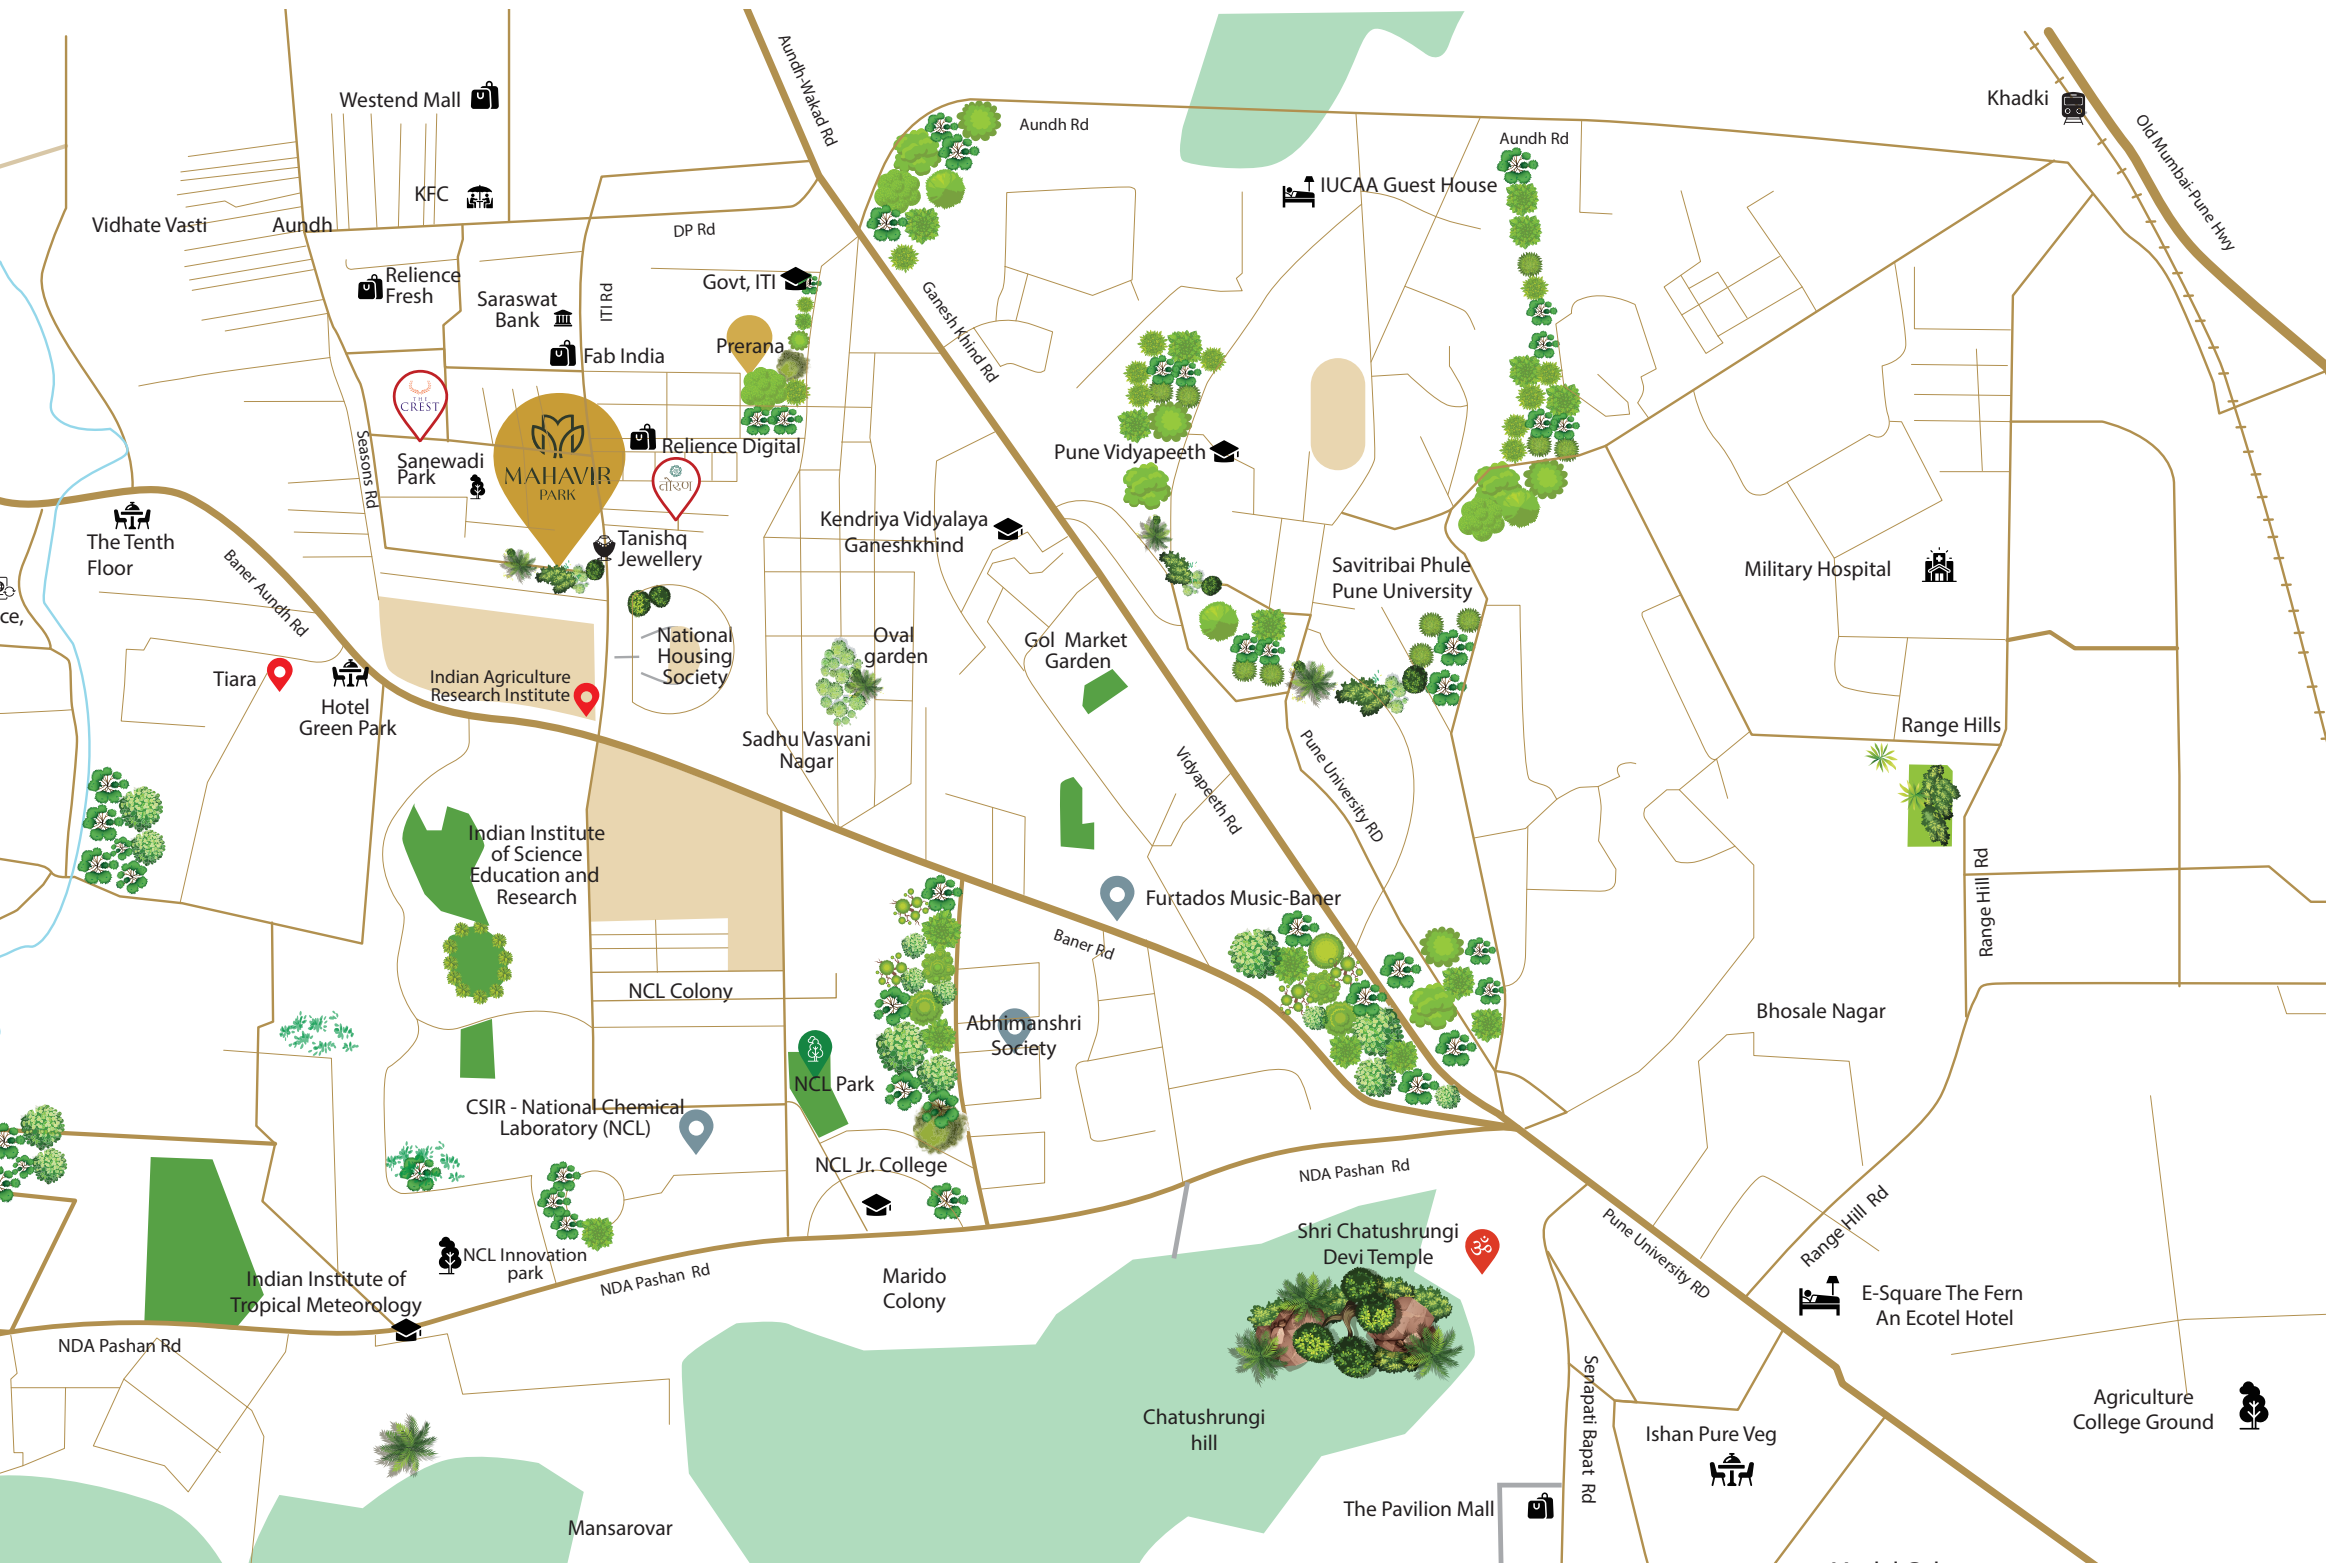 Westend Mall
Aundh-Wakad Rd
Aundh Rd
Aundh Rd
Khadki
Old Mumbai-Pune Hwy
KFC
IUCAA Guest House
Vidhate Vasti
Aundh
DP Rd
Relience
Fresh
Saraswat
Bank
ITI Rd
Govt, ITI
Ganesh Khind Rd
Fab India
Prerana
THE
CREST
MAHAVIR
PARK
Relience Digital
तोरण
Seasons Rd
Sanewadi
Park
Pune Vidyapeeth
The Tenth
Floor
Baner Aundh Rd
Tanishq
Jewellery
Kendriya Vidyalaya
Ganeshkhind
Savitribai Phule
Pune University
Military Hospital
ce,
Tiara
Hotel
Green Park
Indian Agriculture
Research Institute
National
Housing
Society
Oval
garden
Gol Market
Garden
Sadhu Vasvani
Nagar
Vidyapeeth Rd
Pune University RD
Range Hills
Indian Institute
of Science
Education and
Research
Furtados Music-Baner
Baner Rd
Range Hill Rd
NCL Colony
Abhimanshri
Society
Bhosale Nagar
NCL Park
CSIR - National Chemical
Laboratory (NCL)
NCL Jr. College
NDA Pashan Rd
Shri Chatushrungi
Devi Temple
Pune University RD
Range Hill Rd
NCL Innovation
park
NDA Pashan Rd
Marido
Colony
Indian Institute of
Tropical Meteorology
NDA Pashan Rd
E-Square The Fern
An Ecotel Hotel
Senapati Bapat Rd
Chatushrungi
hill
Ishan Pure Veg
Agriculture
College Ground
The Pavilion Mall
Mansarovar